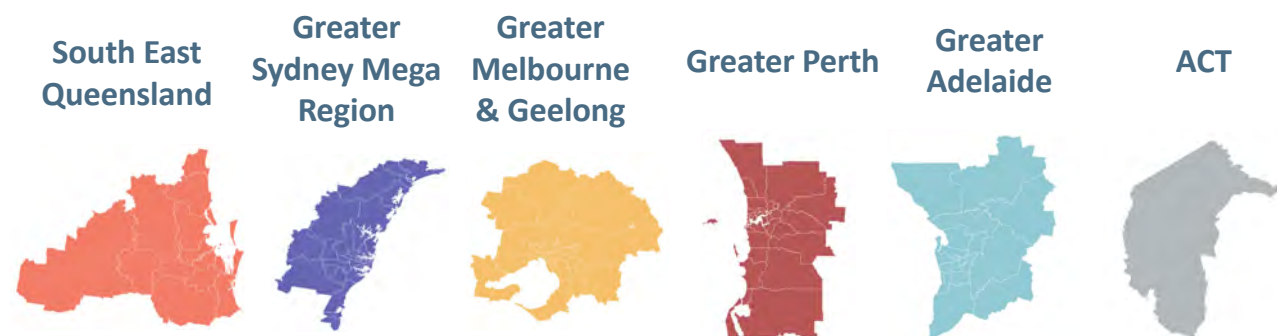 South East
Queensland
Greater
Sydney Mega
Region
Greater
Melbourne
& Geelong
Greater Perth
Greater
Adelaide
ACT